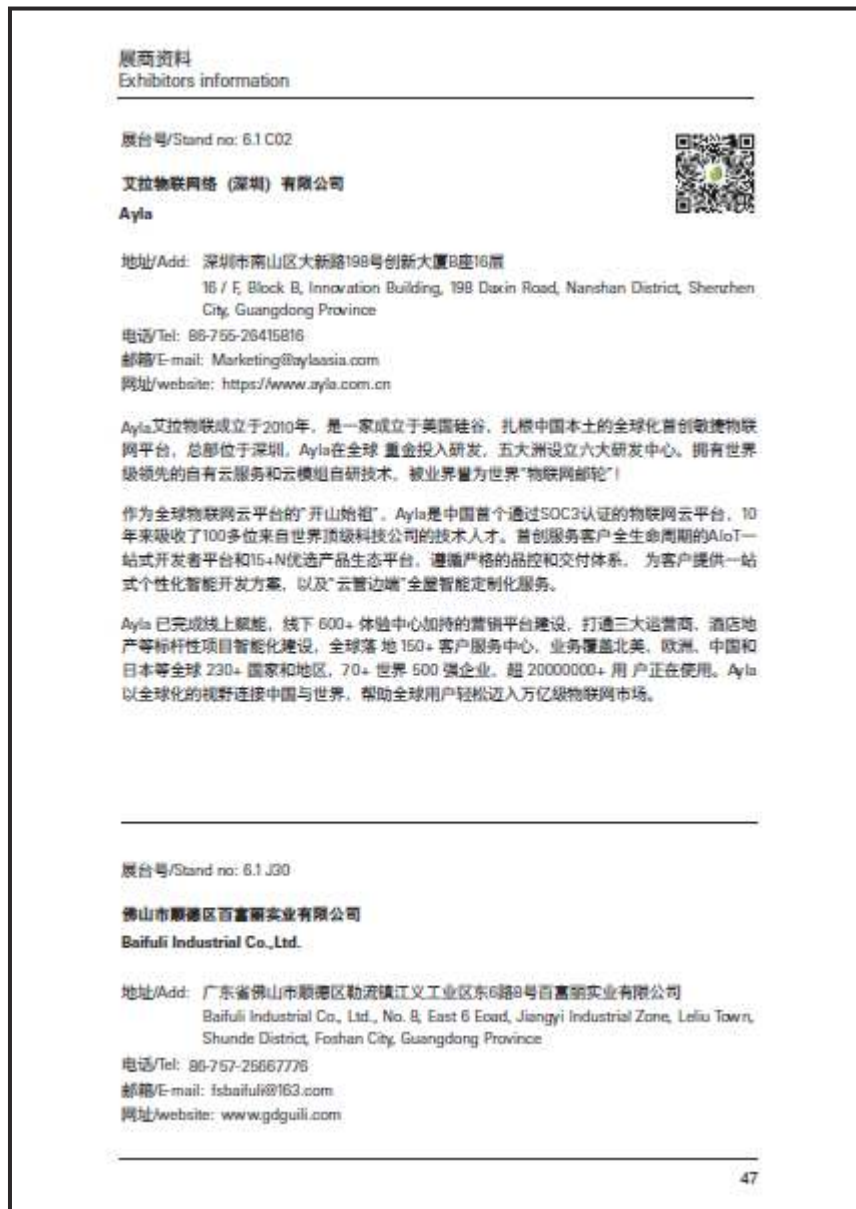 展商资料
Exhibitors information
展台号/Stand no: 6.1 C02
艾拉物联网络（深圳）有限公司
Ayla
地址/Add: 深圳市南山区大新路198号创新大厦B座16层
16 / F, Block B, Innovation Building, 198 Daxin Road, Nanshan District, Shenzhen
City, Guangdong Province
电话/Tel: 86-755-26415816
邮箱/E-mail: Marketing@aylaasia.com
网址/website: https://www.ayla.com.cn
Ayla艾拉物联成立于2010年，是一家成立于美国硅谷，扎根中国本土的全球化首创敏捷物联
网平台，总部位于深圳，Ayla在全球 重金投入研发，五大洲设立六大研发中心。拥有世界
级领先的自有云服务和云模组自研技术，被业界誉为世界"物联网邮轮"！
作为全球物联网云平台的"开山始祖"，Ayla是中国首个通过SOC3认证的物联网云平台，10
年来吸收了100多位来自世界顶级科技公司的技术人才。首创服务客户全生命周期的AIoT一
站式开发者平台和15+N优选产品生态平台，遵循严格的品控和交付体系， 为客户提供一站
式个性化智能开发方案，以及"云管边端"全屋智能定制化服务。
Ayla 已完成线上赋能，线下 600+ 体验中心加持的营销平台建设，打通三大运营商、酒店地
产等标杆性项目智能化建设，全球落 地 150+ 客户服务中心，业务覆盖北美、欧洲、中国和
日本等全球 230+ 国家和地区，70+ 世界 500 强企业，超 20000000+ 用 户正在使用。Ayla
以全球化的视野连接中国与世界，帮助全球用户轻松迈入万亿级物联网市场。
展台号/Stand no: 6.1 J30
佛山市顺德区百富丽实业有限公司
Baifuli Industrial Co.,Ltd.
地址/Add: 广东省佛山市顺德区勒流镇江义工业区东6路8号百富丽实业有限公司
Baifuli Industrial Co., Ltd., No. 8, East 6 Eoad, Jiangyi Industrial Zone, Leliu Town,
Shunde District, Foshan City, Guangdong Province
电话/Tel: 86-757-25667776
邮箱/E-mail: fsbaifuli@163.com
网址/website: www.gdguili.com
47